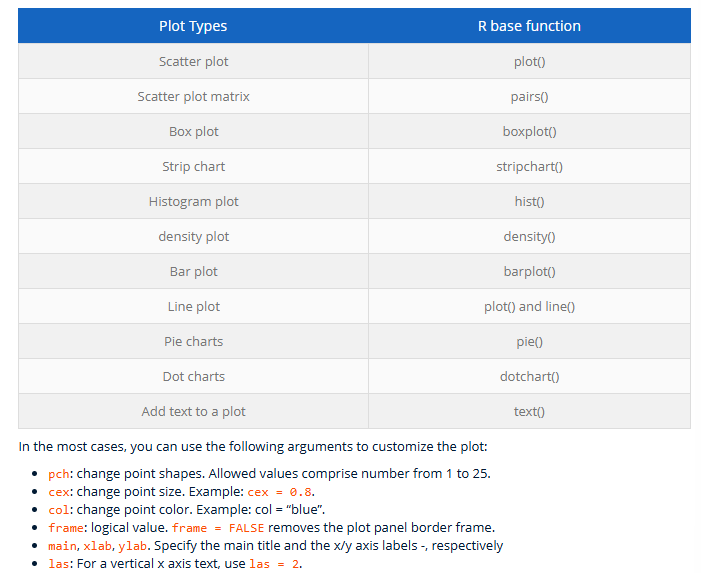 Plot Types R base function
Scatter plot plot()
Scatter plot matrix pairs()
Box plot boxplot()
Strip chart stripchart()
Histogram plot hist()
density plot density()
Bar plot barplot()
Line plot plot() and line()
Pie charts pie()
Dot charts dotchart()
Add text to a plot text()
In the most cases, you can use the following arguments to customize the plot:
• pch: change point shapes. Allowed values comprise number from 1 to 25.
• cex: change point size. Example: cex = 0.8.
• col: change point color. Example: col = “blue”.
• frame: logical value. frame = FALSE removes the plot panel border frame.
• main, xlab, ylab. Specify the main title and the x/y axis labels -, respectively
• las: For a vertical x axis text, use las = 2.